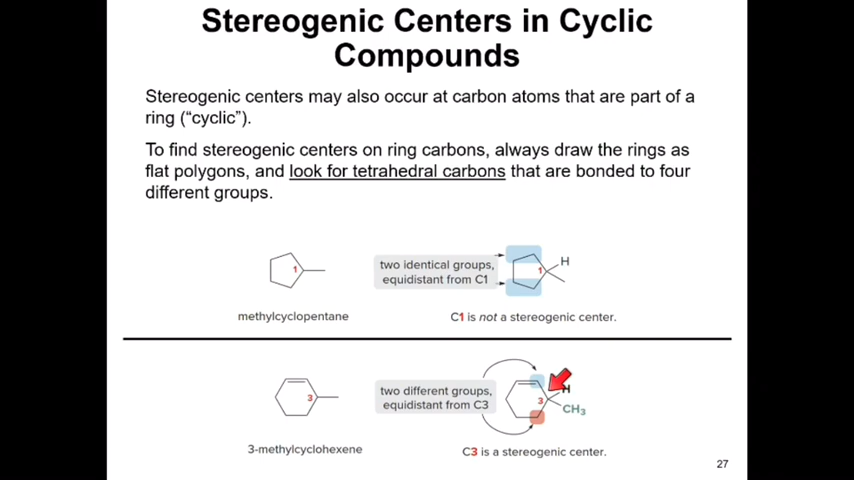 Stereogenic Centers in Cyclic
Compounds
Stereogenic centers may also occur at carbon atoms that are part of a
ring (“cyclic”).
To find stereogenic centers on ring carbons, always draw the rings as
flat polygons, and look for tetrahedral carbons that are bonded to four
different groups.
1
two identical groups,
equidistant from C1
1
H
methylcyclopentane
C1 is not a stereogenic center.
3
two different groups,
equidistant from C3
3
H
CH3
3-methylcyclohexene
C3 is a stereogenic center.
27